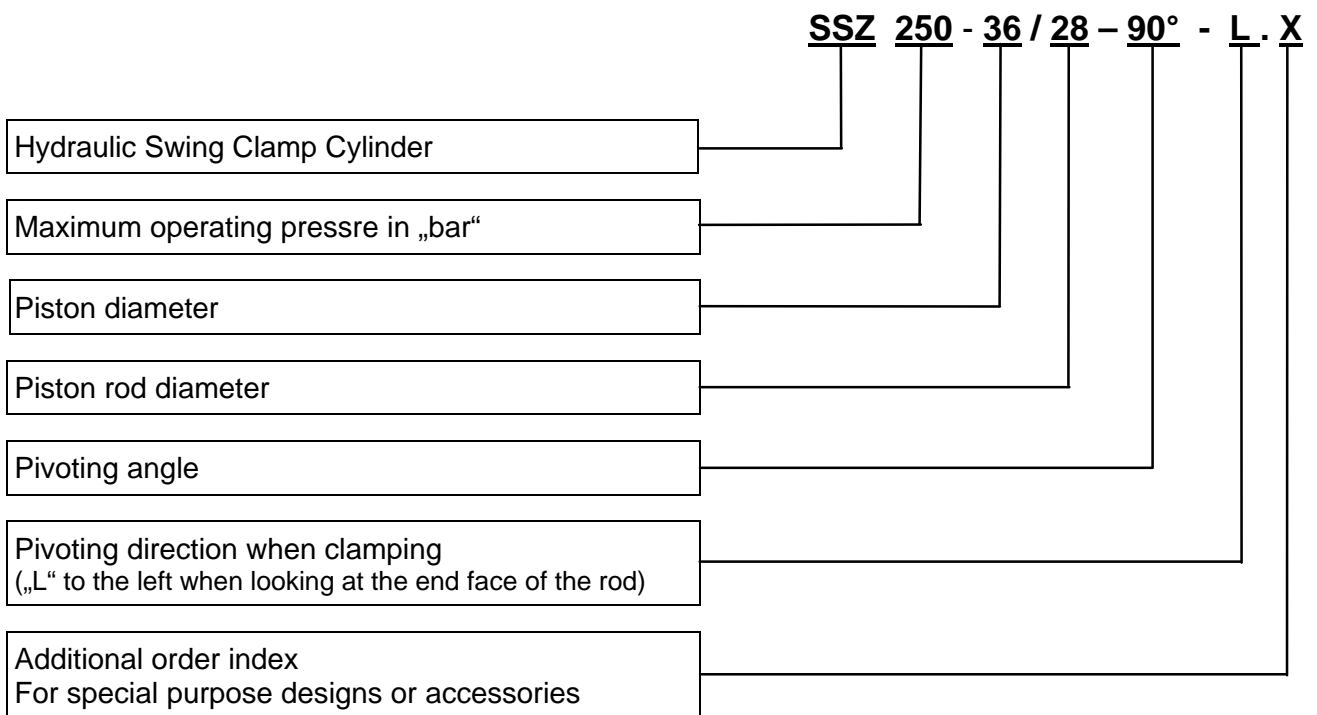 SSZ 250 - 36 / 28 – 90° - L . X
Hydraulic Swing Clamp Cylinder
Maximum operating pressre in „bar“
Piston diameter
Piston rod diameter
Pivoting angle
Pivoting direction when clamping
(„L“ to the left when looking at the end face of the rod)
Additional order index
For special purpose designs or accessories